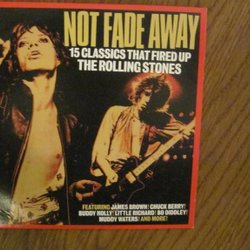 NOT FADE AWAY
15 CLASSICS THAT FIRED UP
THE ROLLING STONES
FEATURING JAMES BROWN! CHUCK BERRY!
BUDDY HOLLY! LITTLE RICHARD! BO DIDDLEY!
MUDDY WATERS! AND MORE!